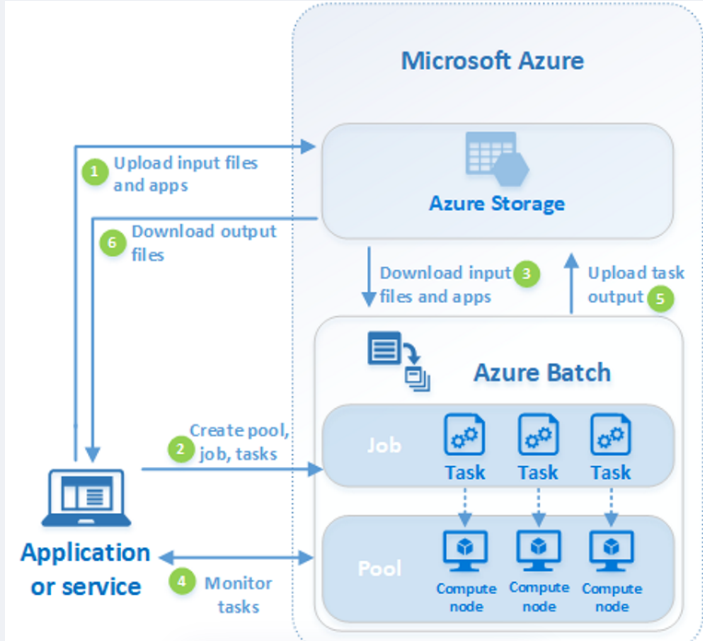 Microsoft Azure
1
Upload input files
and apps
Azure Storage
6
Download output
files
Download input
3
files and apps
Upload task
output
5
Azure Batch
2
Create pool,
job, tasks
Job
Task
Task
Task
Application
or service
4
Monitor
tasks
Pool
Compute
node
Compute
node
Compute
node